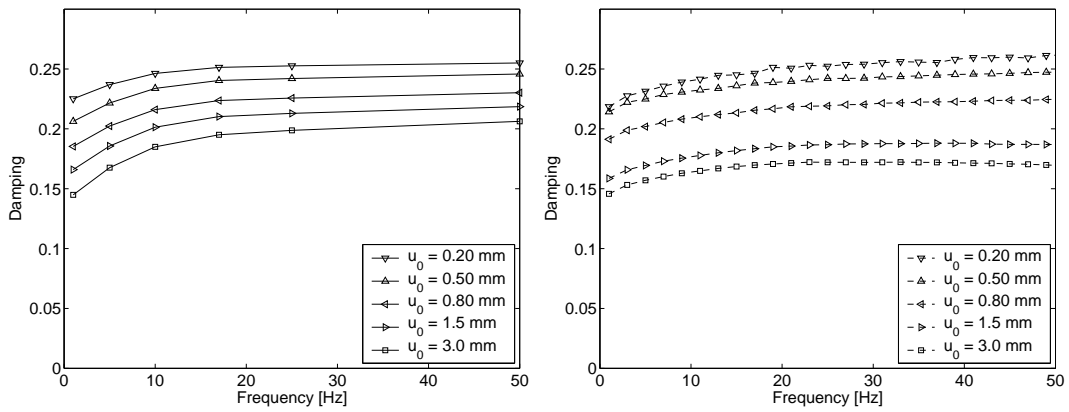 0.25
0.2
0.15
0.1
0.05
0
Damping
0 10 20 30 40 50
Frequency [Hz]
u0 = 0.20 mm
u0 = 0.50 mm
u0 = 0.80 mm
u0 = 1.5 mm
u0 = 3.0 mm
0.25
0.2
0.15
0.1
0.05
0
Damping
0 10 20 30 40 50
Frequency [Hz]
u0 = 0.20 mm
u0 = 0.50 mm
u0 = 0.80 mm
u0 = 1.5 mm
u0 = 3.0 mm